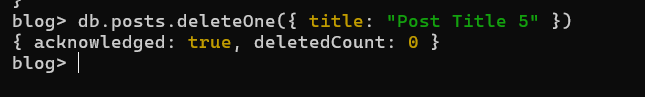 }
blog> db.posts.deleteOne({ title: "Post Title 5" })
{ acknowledged: true, deletedCount: 0 }
blog>